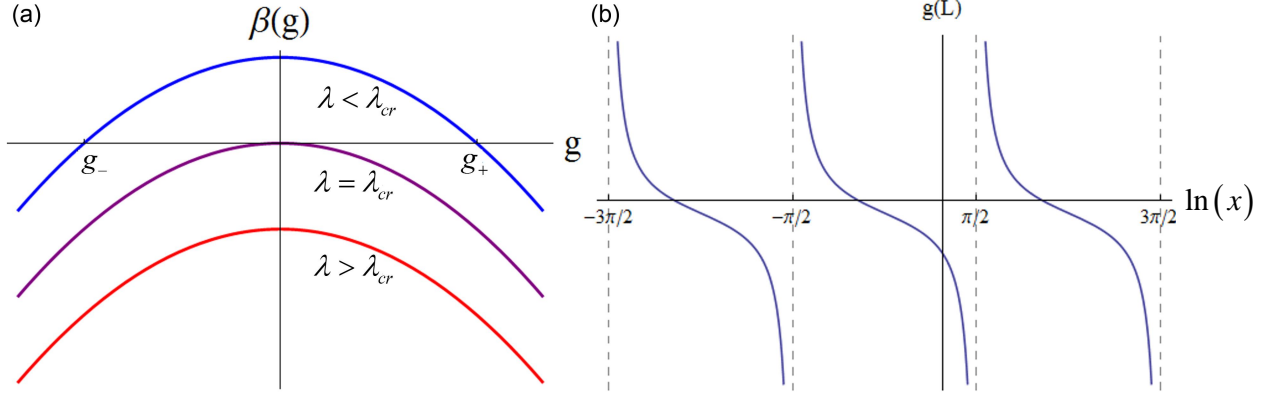 (a)
β(g)
λ < λcr
g
g₋
g₊
λ = λcr
λ > λcr
(b)
g(L)
ln(x)
−3π/2
−π/2
π/2
3π/2